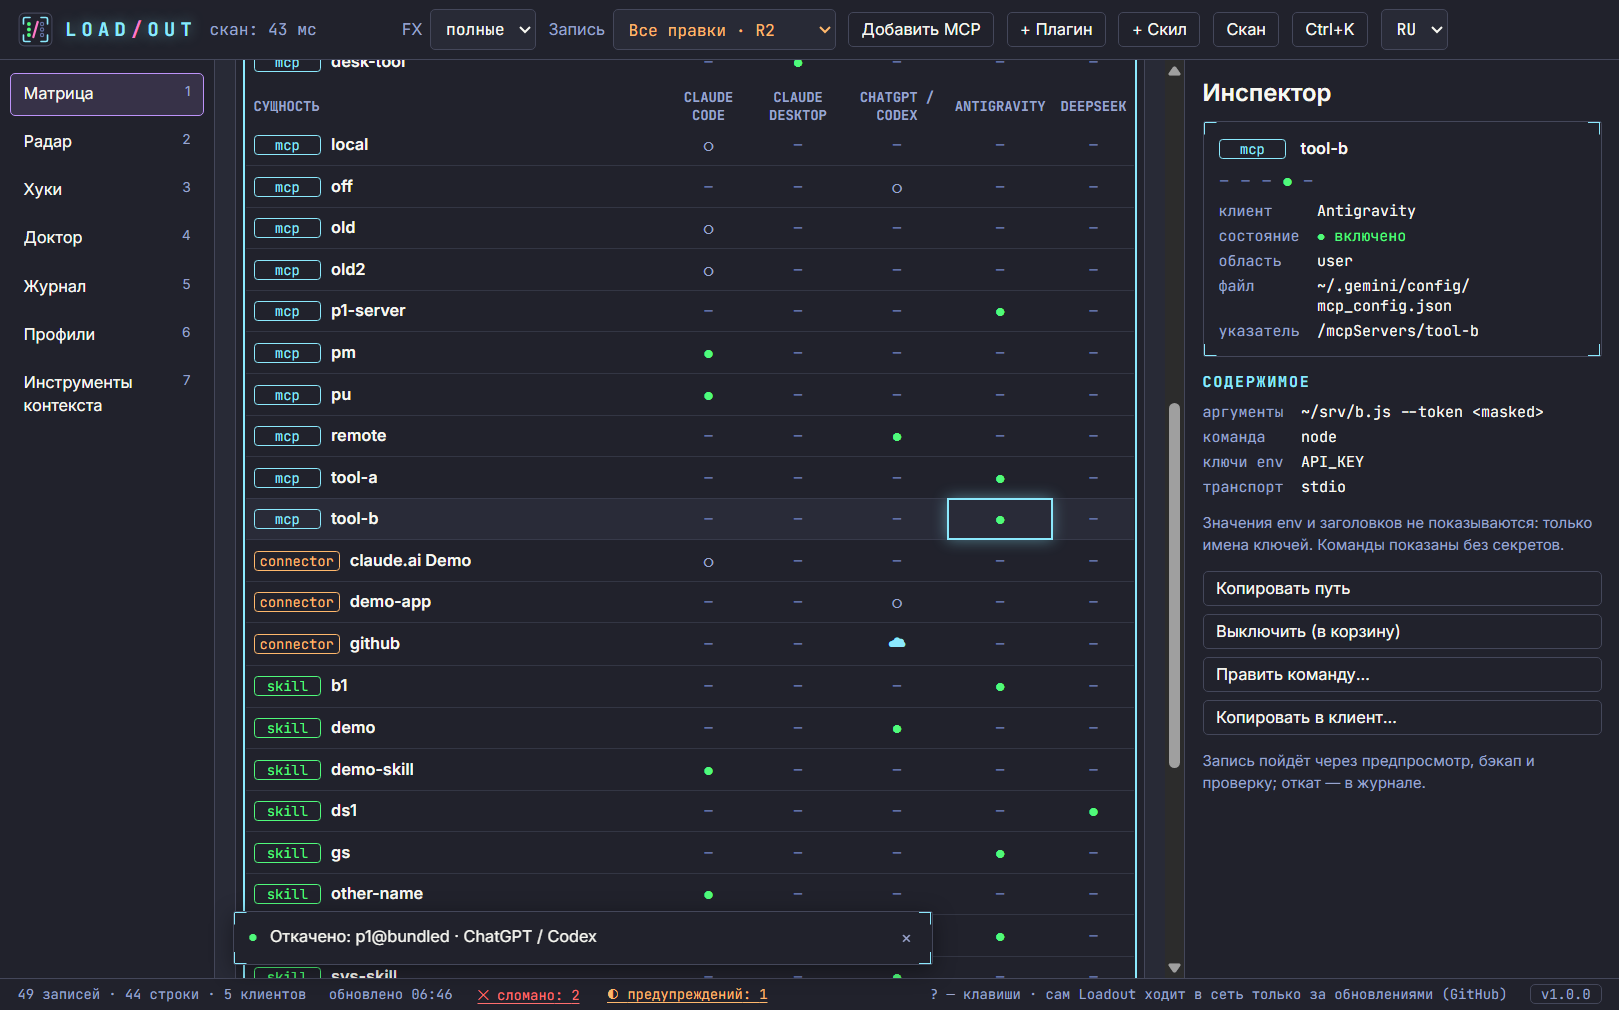 LOAD/OUT скан: 43 мс FX полные Запись Все правки · R2 Добавить MCP + Плагин + Скил Скан Ctrl+K RU
Матрица 1
Радар 2
Хуки 3
Доктор 4
Журнал 5
Профили 6
Инструменты контекста 7
mcp desk-tool — — — —
СУЩНОСТЬ CLAUDE CODE CLAUDE DESKTOP CHATGPT / CODEX ANTIGRAVITY DEEPSEEK
mcp local ○ — — — —
mcp off — — ○ — —
mcp old ○ — — — —
mcp old2 ○ — — — —
mcp p1-server — — — ● —
mcp pm ● — — — —
mcp pu ● — — — —
mcp remote — — ● — —
mcp tool-a — — — ● —
mcp tool-b — — — ● —
connector claude.ai Demo ○ — — — —
connector demo-app — — ○ — —
connector github — — — —
skill b1 — — — ● —
skill demo — — ● — —
skill demo-skill ● — — — —
skill ds1 — — — — ●
skill gs — — — ● —
skill other-name ● — — — —
● Откачено: p1@bundled · ChatGPT / Codex × ● —
skill sys-skill — — ● — —
Инспектор
mcp tool-b
— — — ● —
клиент Antigravity
состояние ● включено
область user
файл ~/.gemini/config/
mcp_config.json
указатель /mcpServers/tool-b
СОДЕРЖИМОЕ
аргументы ~/srv/b.js --token <masked>
команда node
ключи env API_KEY
транспорт stdio
Значения env и заголовков не показываются: только
имена ключей. Команды показаны без секретов.
Копировать путь
Выключить (в корзину)
Править команду...
Копировать в клиент...
Запись пойдёт через предпросмотр, бэкап и
проверку; откат — в журнале.
49 записей · 44 строки · 5 клиентов обновлено 06:46 сломано: 2 предупреждений: 1 ? — клавиши · сам Loadout ходит в сеть только за обновлениями (GitHub) v1.0.0